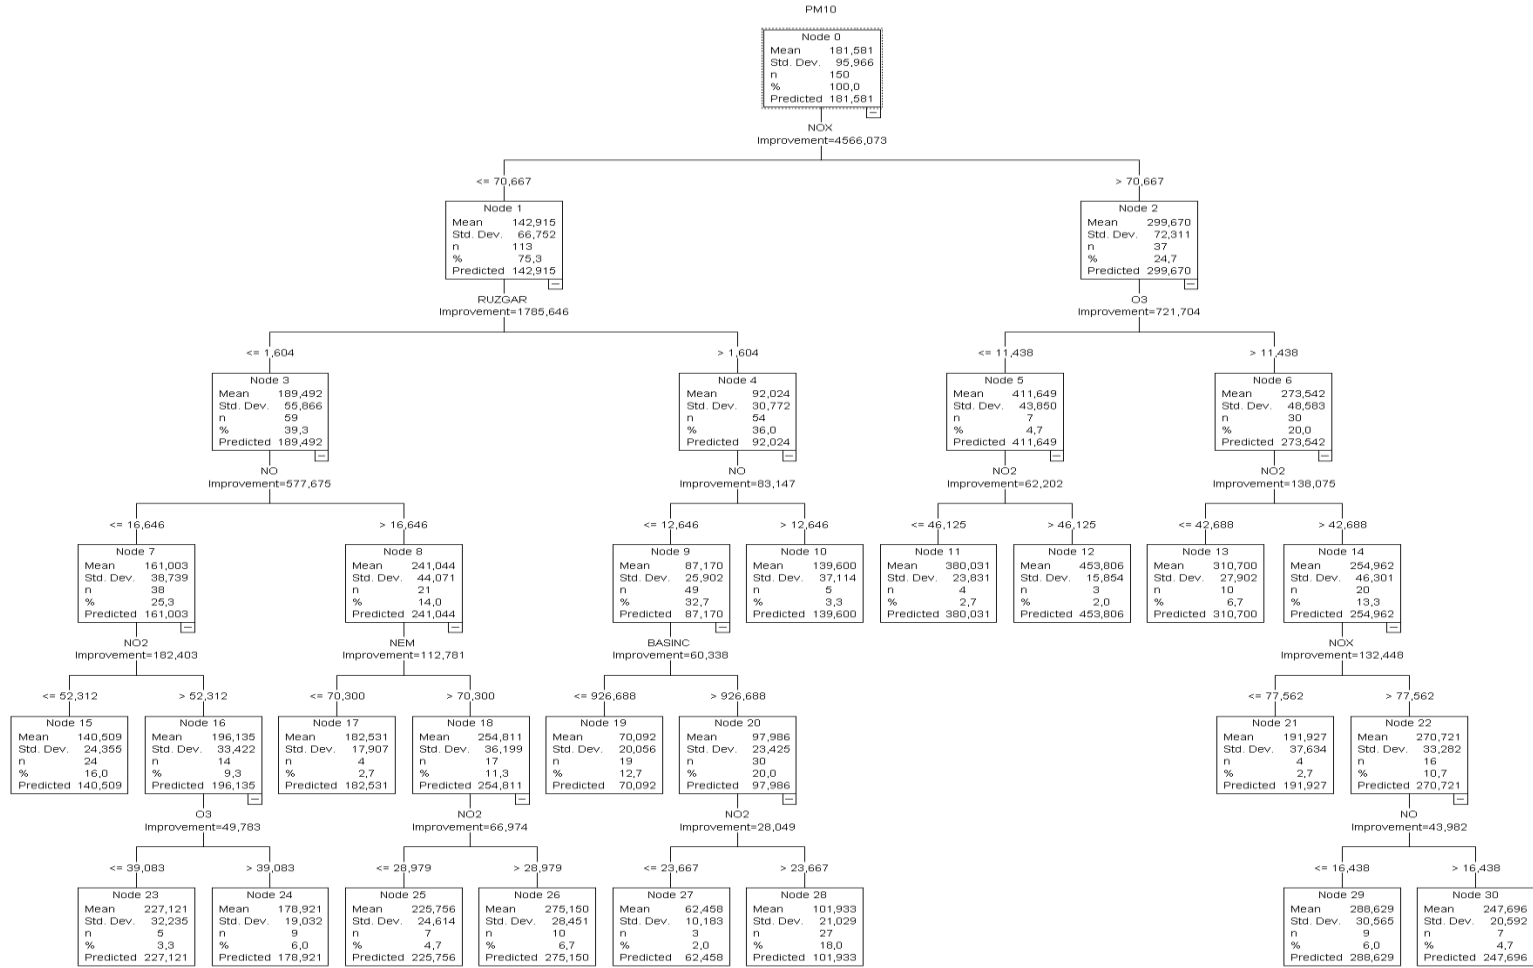 PM10
Node 0
Mean 181,581
Std. Dev. 95,966
n 150
% 100,0
Predicted 181,581
NOX
Improvement=4566,073
<= 70,667
> 70,667
Node 1
Mean 142,915
Std. Dev. 66,752
n 113
% 75,3
Predicted 142,915
Node 2
Mean 299,670
Std. Dev. 72,311
n 37
% 24,7
Predicted 299,670
RUZGAR
Improvement=1785,646
O3
Improvement=721,704
<= 1,604
> 1,604
<= 11,438
> 11,438
Node 3
Mean 189,492
Std. Dev. 55,866
n 59
% 39,3
Predicted 189,492
Node 4
Mean 92,024
Std. Dev. 30,772
n 54
% 36,0
Predicted 92,024
Node 5
Mean 411,649
Std. Dev. 43,850
n 7
% 4,7
Predicted 411,649
Node 6
Mean 273,542
Std. Dev. 48,583
n 30
% 20,0
Predicted 273,542
NO
Improvement=577,675
NO
Improvement=83,147
NO2
Improvement=62,202
NO2
Improvement=138,075
<= 16,646
> 16,646
<= 12,646
> 12,646
<= 46,125
> 46,125
<= 42,688
> 42,688
Node 7
Mean 161,003
Std. Dev. 38,739
n 38
% 25,3
Predicted 161,003
Node 8
Mean 241,044
Std. Dev. 44,071
n 21
% 14,0
Predicted 241,044
Node 9
Mean 87,170
Std. Dev. 25,902
n 49
% 32,7
Predicted 87,170
Node 10
Mean 139,600
Std. Dev. 37,114
n 5
% 3,3
Predicted 139,600
Node 11
Mean 380,031
Std. Dev. 23,831
n 4
% 2,7
Predicted 380,031
Node 12
Mean 453,806
Std. Dev. 15,854
n 3
% 2,0
Predicted 453,806
Node 13
Mean 310,700
Std. Dev. 27,902
n 10
% 6,7
Predicted 310,700
Node 14
Mean 254,962
Std. Dev. 46,301
n 20
% 13,3
Predicted 254,962
NO2
Improvement=182,403
NEM
Improvement=112,781
BASINC
Improvement=60,338
NOX
Improvement=132,448
<= 52,312
> 52,312
<= 70,300
> 70,300
<= 926,688
> 926,688
<= 77,562
> 77,562
Node 15
Mean 140,509
Std. Dev. 24,355
n 24
% 16,0
Predicted 140,509
Node 16
Mean 196,135
Std. Dev. 33,422
n 14
% 9,3
Predicted 196,135
Node 17
Mean 182,531
Std. Dev. 17,907
n 4
% 2,7
Predicted 182,531
Node 18
Mean 254,811
Std. Dev. 36,199
n 17
% 11,3
Predicted 254,811
Node 19
Mean 70,092
Std. Dev. 20,056
n 19
% 12,7
Predicted 70,092
Node 20
Mean 97,986
Std. Dev. 23,425
n 30
% 20,0
Predicted 97,986
Node 21
Mean 191,927
Std. Dev. 37,634
n 4
% 2,7
Predicted 191,927
Node 22
Mean 270,721
Std. Dev. 33,282
n 16
% 10,7
Predicted 270,721
O3
Improvement=49,783
NO2
Improvement=66,974
NO2
Improvement=28,049
NO
Improvement=43,982
<= 39,083
> 39,083
<= 28,979
> 28,979
<= 23,667
> 23,667
<= 16,438
> 16,438
Node 23
Mean 227,121
Std. Dev. 32,235
n 5
% 3,3
Predicted 227,121
Node 24
Mean 178,921
Std. Dev. 19,032
n 9
% 6,0
Predicted 178,921
Node 25
Mean 225,756
Std. Dev. 24,614
n 7
% 4,7
Predicted 225,756
Node 26
Mean 275,150
Std. Dev. 28,451
n 10
% 6,7
Predicted 275,150
Node 27
Mean 62,458
Std. Dev. 10,183
n 3
% 2,0
Predicted 62,458
Node 28
Mean 101,933
Std. Dev. 21,029
n 27
% 18,0
Predicted 101,933
Node 29
Mean 288,629
Std. Dev. 30,565
n 9
% 6,0
Predicted 288,629
Node 30
Mean 247,696
Std. Dev. 20,592
n 7
% 4,7
Predicted 247,696